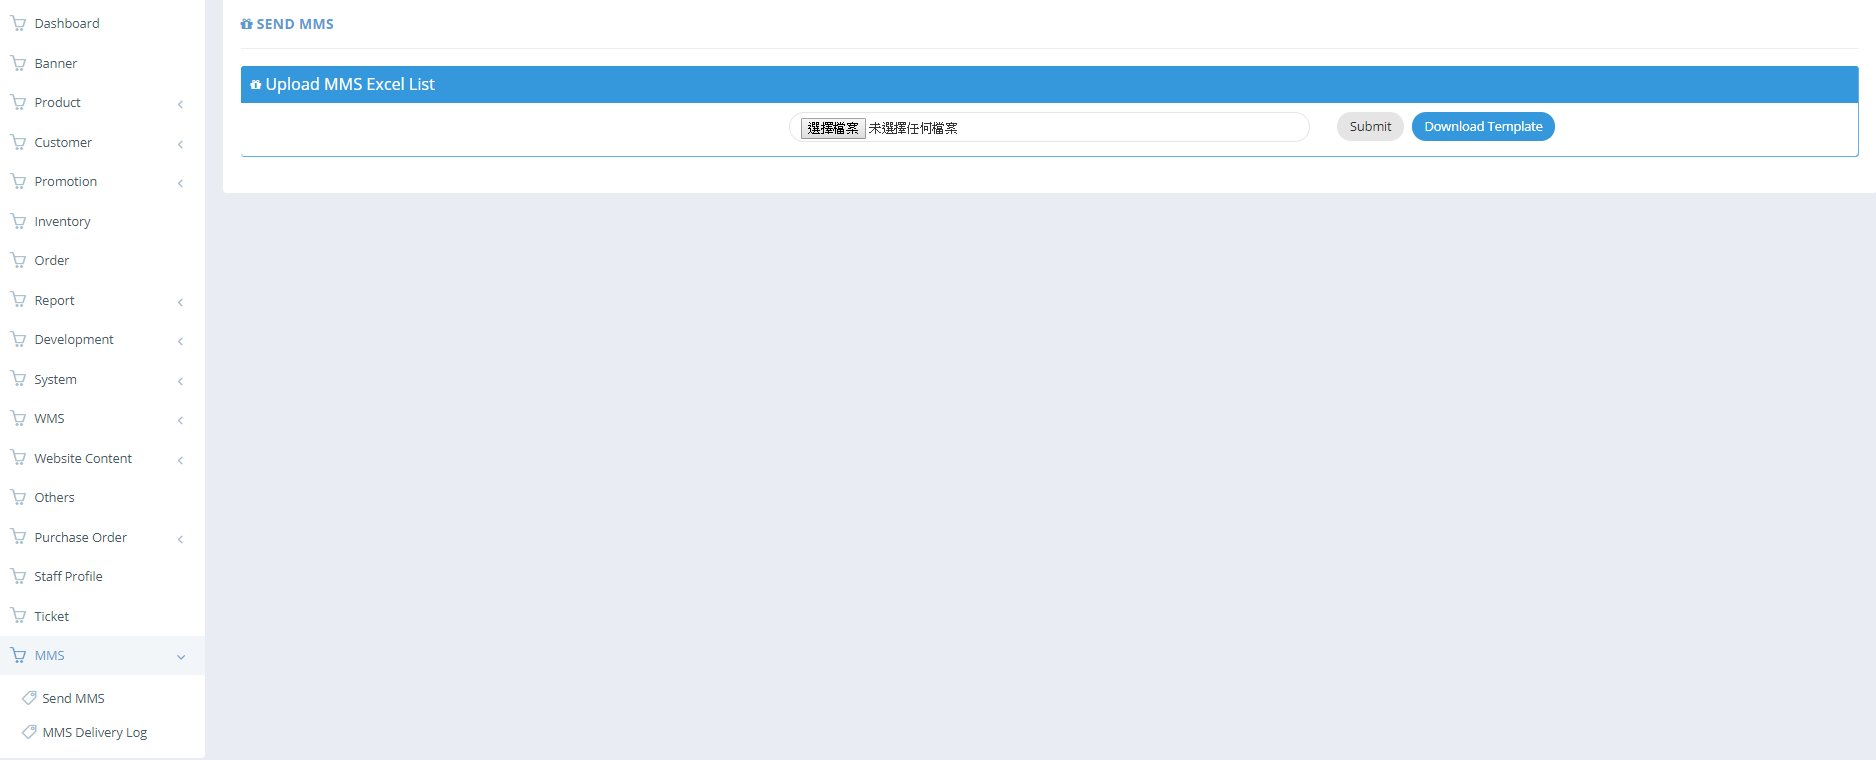 Dashboard
Banner
Product
Customer
Promotion
Inventory
Order
Report
Development
System
WMS
Website Content
Others
Purchase Order
Staff Profile
Ticket
MMS
Send MMS
MMS Delivery Log
SEND MMS
Upload MMS Excel List
選擇檔案 未選擇任何檔案 Submit Download Template